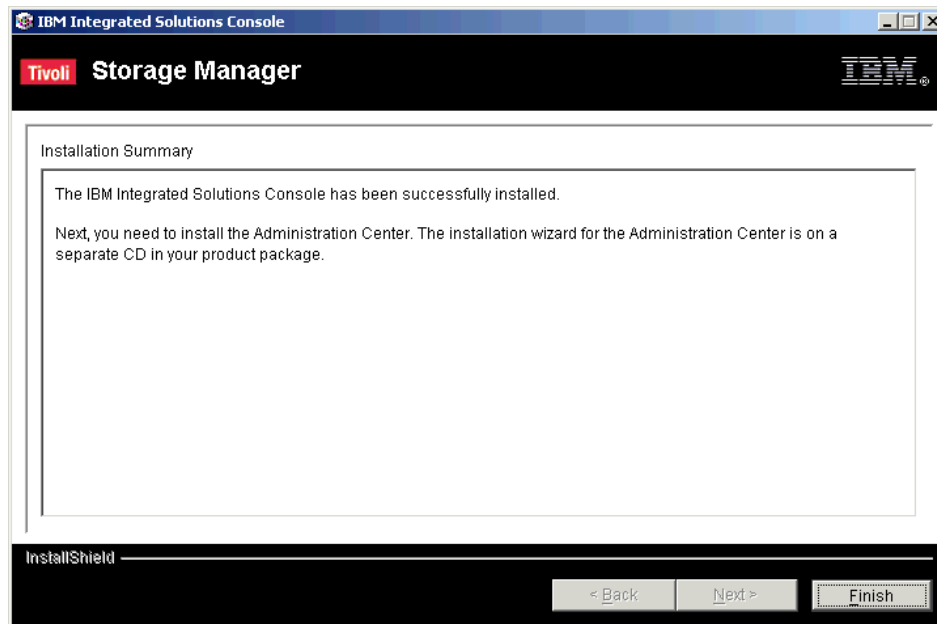 IBM Integrated Solutions Console
Tivoli Storage Manager
IBM®
Installation Summary
The IBM Integrated Solutions Console has been successfully installed.
Next, you need to install the Administration Center. The installation wizard for the Administration Center is on a
separate CD in your product package.
InstallShield
< Back Next > Finish